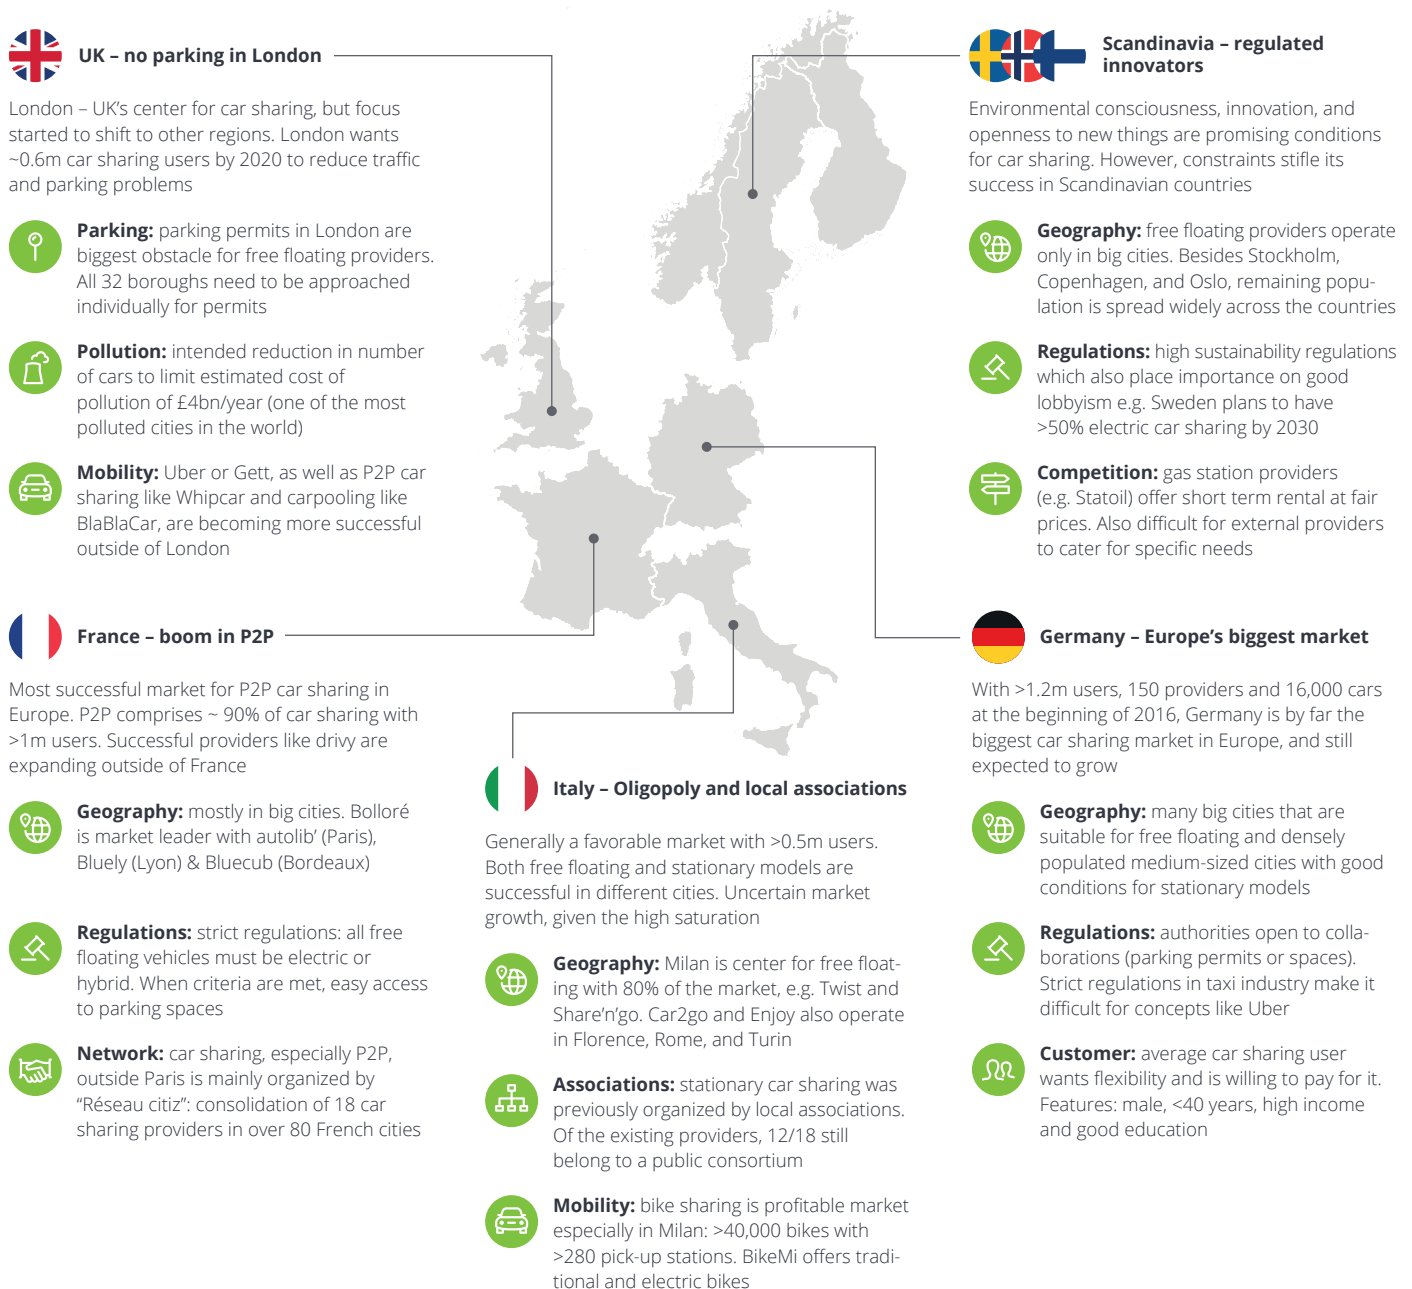 UK – no parking in London
London – UK's center for car sharing, but focus
started to shift to other regions. London wants
~0.6m car sharing users by 2020 to reduce traffic
and parking problems
Parking: parking permits in London are
biggest obstacle for free floating providers.
All 32 boroughs need to be approached
individually for permits
Pollution: intended reduction in number
of cars to limit estimated cost of
pollution of £4bn/year (one of the most
polluted cities in the world)
Mobility: Uber or Gett, as well as P2P car
sharing like Whipcar and carpooling like
BlaBlaCar, are becoming more successful
outside of London
Scandinavia – regulated
innovators
Environmental consciousness, innovation, and
openness to new things are promising conditions
for car sharing. However, constraints stifle its
success in Scandinavian countries
Geography: free floating providers operate
only in big cities. Besides Stockholm,
Copenhagen, and Oslo, remaining popu-
lation is spread widely across the countries
Regulations: high sustainability regulations
which also place importance on good
lobbyism e.g. Sweden plans to have
>50% electric car sharing by 2030
Competition: gas station providers
(e.g. Statoil) offer short term rental at fair
prices. Also difficult for external providers
to cater for specific needs
France – boom in P2P
Most successful market for P2P car sharing in
Europe. P2P comprises ~ 90% of car sharing with
>1m users. Successful providers like drivy are
expanding outside of France
Geography: mostly in big cities. Bolloré
is market leader with autolib' (Paris),
Bluely (Lyon) & Bluecub (Bordeaux)
Regulations: strict regulations: all free
floating vehicles must be electric or
hybrid. When criteria are met, easy access
to parking spaces
Network: car sharing, especially P2P,
outside Paris is mainly organized by
“Réseau citiz”: consolidation of 18 car
sharing providers in over 80 French cities
Italy – Oligopoly and local associations
Generally a favorable market with >0.5m users.
Both free floating and stationary models are
successful in different cities. Uncertain market
growth, given the high saturation
Geography: Milan is center for free float-
ing with 80% of the market, e.g. Twist and
Share'n'go. Car2go and Enjoy also operate
in Florence, Rome, and Turin
Associations: stationary car sharing was
previously organized by local associations.
Of the existing providers, 12/18 still
belong to a public consortium
Mobility: bike sharing is profitable market
especially in Milan: >40,000 bikes with
>280 pick-up stations. BikeMi offers tradi-
tional and electric bikes
Germany – Europe's biggest market
With >1.2m users, 150 providers and 16,000 cars
at the beginning of 2016, Germany is by far the
biggest car sharing market in Europe, and still
expected to grow
Geography: many big cities that are
suitable for free floating and densely
populated medium-sized cities with good
conditions for stationary models
Regulations: authorities open to colla-
borations (parking permits or spaces).
Strict regulations in taxi industry make it
difficult for concepts like Uber
Customer: average car sharing user
wants flexibility and is willing to pay for it.
Features: male, <40 years, high income
and good education